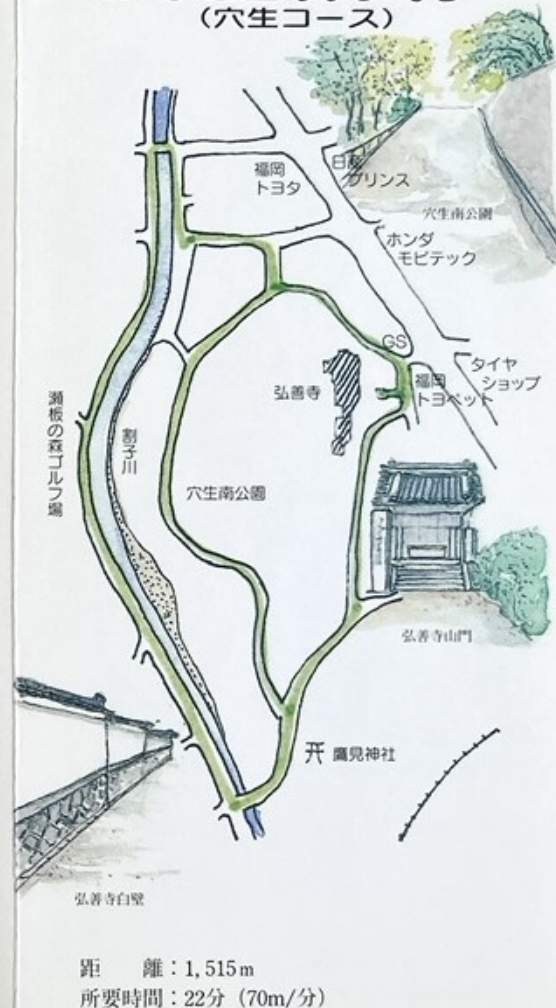 （穴生コース）
福岡
トヨタ
日産
プリンス
穴生南公園
ホンダ
モビテック
GS
タイヤ
ショップ
弘善寺
福岡
トヨペット
瀬板の森ゴルフ場
割子川
穴生南公園
弘善寺山門
鷹見神社
弘善寺白壁
距　離：1,515m
所要時間：22分（70m/分）